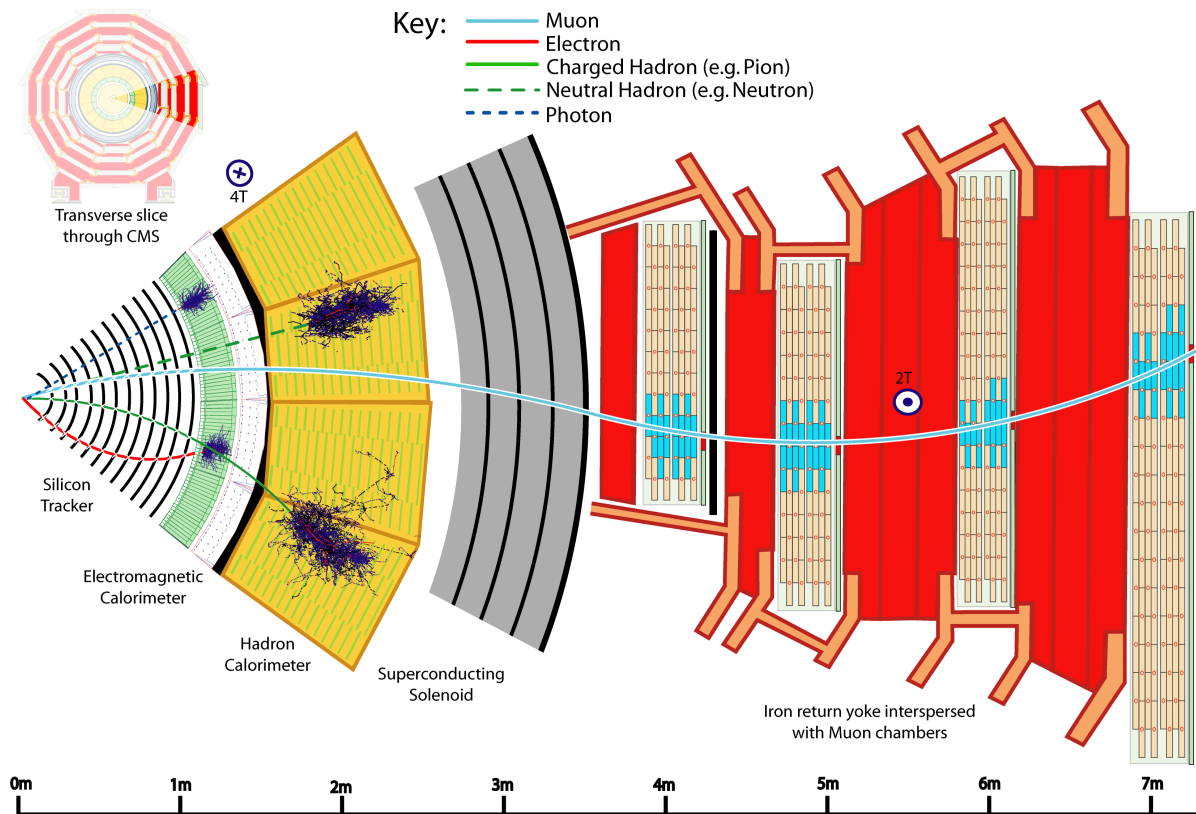 Key:
Muon
Electron
Charged Hadron (e.g. Pion)
Neutral Hadron (e.g. Neutron)
Photon
Transverse slice
through CMS
4T
2T
Silicon
Tracker
Electromagnetic
Calorimeter
Hadron
Calorimeter
Superconducting
Solenoid
Iron return yoke interspersed
with Muon chambers
0m 1m 2m 3m 4m 5m 6m 7m